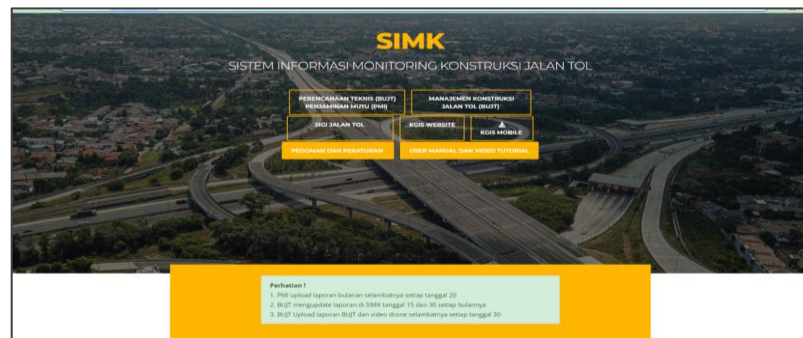 SIMK
SISTEM INFORMASI MONITORING KONSTRUKSI JALAN TOL
PERENCANAAN TEKNIS (BUJT)
PENJAMINAN MUTU (PMI)
MANAJEMEN KONSTRUKSI
JALAN TOL (BUJT)
SIGI JALAN TOL
KGIS WEBSITE
KGIS MOBILE
PEDOMAN DAN PERATURAN
USER MANUAL DAN VIDEO TUTORIAL
Perhatian !
1. PMI upload laporan bulanan selambatnya setiap tanggal 20
2. BUJT mengupdate laporan di SIMK tanggal 15 dan 30 setiap bulannya
3. BUJT Upload laporan BUJT dan video drone selambatnya setiap tanggal 30